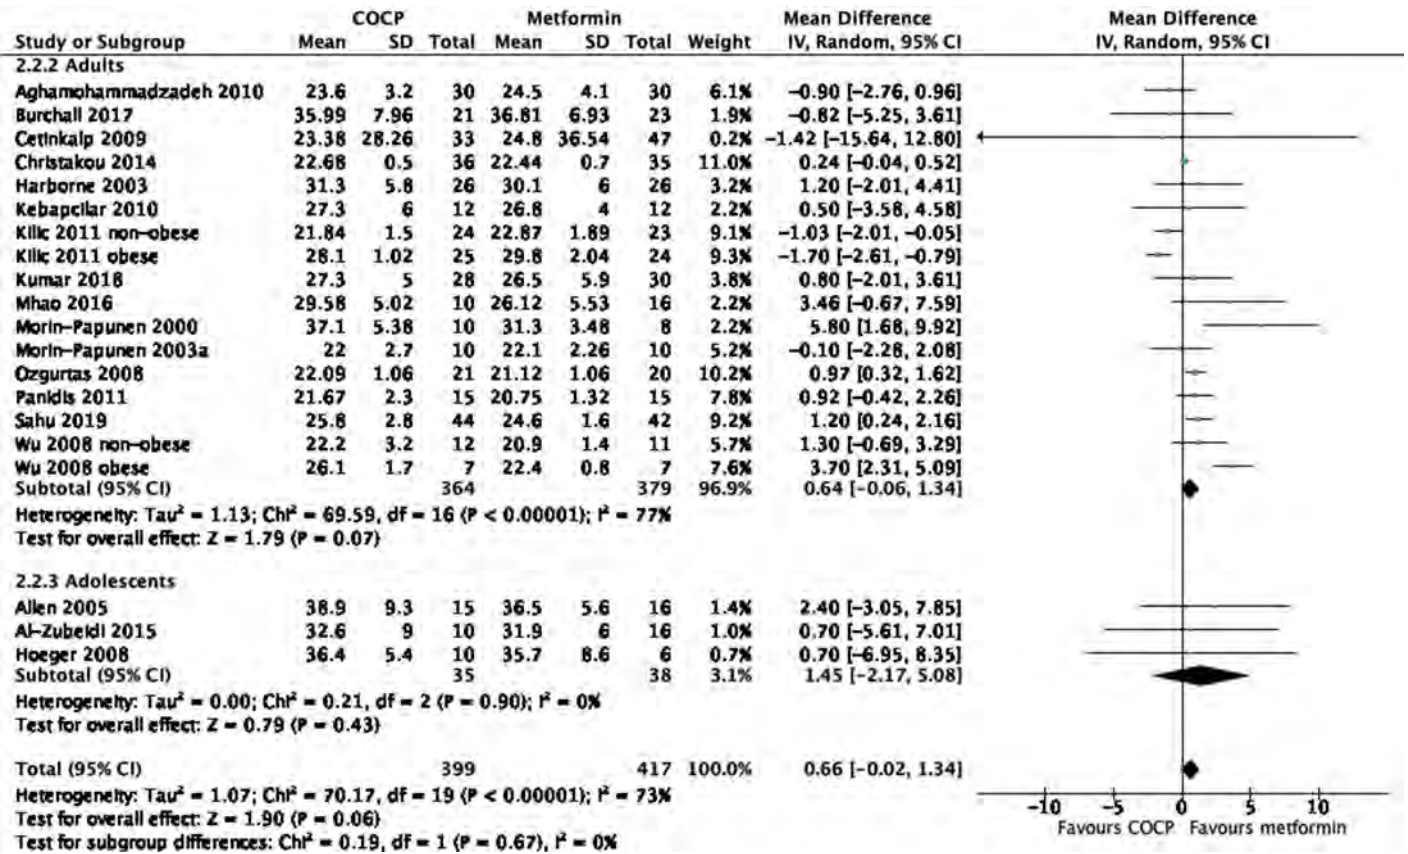 COCP Metformin Mean Difference Mean Difference
Study or Subgroup Mean SD Total Mean SD Total Weight IV, Random, 95% CI IV, Random, 95% CI
2.2.2 Adults
Aghamohammadzadeh 2010 23.6 3.2 30 24.5 4.1 30 6.1% −0.90 [−2.76, 0.96]
Burchall 2017 35.99 7.96 21 36.81 6.93 23 1.9% −0.82 [−5.25, 3.61]
Cetinkalp 2009 23.38 28.26 33 24.8 36.54 47 0.2% −1.42 [−15.64, 12.80]
Christakou 2014 22.68 0.5 36 22.44 0.7 35 11.0% 0.24 [−0.04, 0.52]
Harborne 2003 31.3 5.8 26 30.1 6 26 3.2% 1.20 [−2.01, 4.41]
Kebapcilar 2010 27.3 6 12 26.8 4 12 2.2% 0.50 [−3.58, 4.58]
Kilic 2011 non−obese 21.84 1.5 24 22.87 1.89 23 9.1% −1.03 [−2.01, −0.05]
Kilic 2011 obese 28.1 1.02 25 29.8 2.04 24 9.3% −1.70 [−2.61, −0.79]
Kumar 2018 27.3 5 28 26.5 5.9 30 3.8% 0.80 [−2.01, 3.61]
Mhao 2016 29.58 5.02 10 26.12 5.53 16 2.2% 3.46 [−0.67, 7.59]
Morin−Papunen 2000 37.1 5.38 10 31.3 3.48 8 2.2% 5.80 [1.68, 9.92]
Morin−Papunen 2003a 22 2.7 10 22.1 2.26 10 5.2% −0.10 [−2.28, 2.08]
Ozgurtas 2008 22.09 1.06 21 21.12 1.06 20 10.2% 0.97 [0.32, 1.62]
Panidis 2011 21.67 2.3 15 20.75 1.32 15 7.8% 0.92 [−0.42, 2.26]
Sahu 2019 25.8 2.8 44 24.6 1.6 42 9.2% 1.20 [0.24, 2.16]
Wu 2008 non−obese 22.2 3.2 12 20.9 1.4 11 5.7% 1.30 [−0.69, 3.29]
Wu 2008 obese 26.1 1.7 7 22.4 0.8 7 7.6% 3.70 [2.31, 5.09]
Subtotal (95% CI) 364 379 96.9% 0.64 [−0.06, 1.34]
Heterogeneity: Tau² = 1.13; Chi² = 69.59, df = 16 (P < 0.00001); I² = 77%
Test for overall effect: Z = 1.79 (P = 0.07)
2.2.3 Adolescents
Allen 2005 38.9 9.3 15 36.5 5.6 16 1.4% 2.40 [−3.05, 7.85]
Al−Zubeidi 2015 32.6 9 10 31.9 6 16 1.0% 0.70 [−5.61, 7.01]
Hoeger 2008 36.4 5.4 10 35.7 8.6 6 0.7% 0.70 [−6.95, 8.35]
Subtotal (95% CI) 35 38 3.1% 1.45 [−2.17, 5.08]
Heterogeneity: Tau² = 0.00; Chi² = 0.21, df = 2 (P = 0.90); I² = 0%
Test for overall effect: Z = 0.79 (P = 0.43)
Total (95% CI) 399 417 100.0% 0.66 [−0.02, 1.34]
Heterogeneity: Tau² = 1.07; Chi² = 70.17, df = 19 (P < 0.00001); I² = 73%
Test for overall effect: Z = 1.90 (P = 0.06)
Test for subgroup differences: Chi² = 0.19, df = 1 (P = 0.67), I² = 0%
−10 −5 0 5 10
Favours COCP Favours metformin